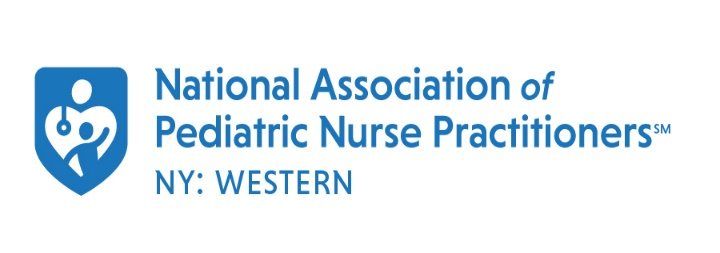 National Association of
Pediatric Nurse Practitioners℠
NY: WESTERN